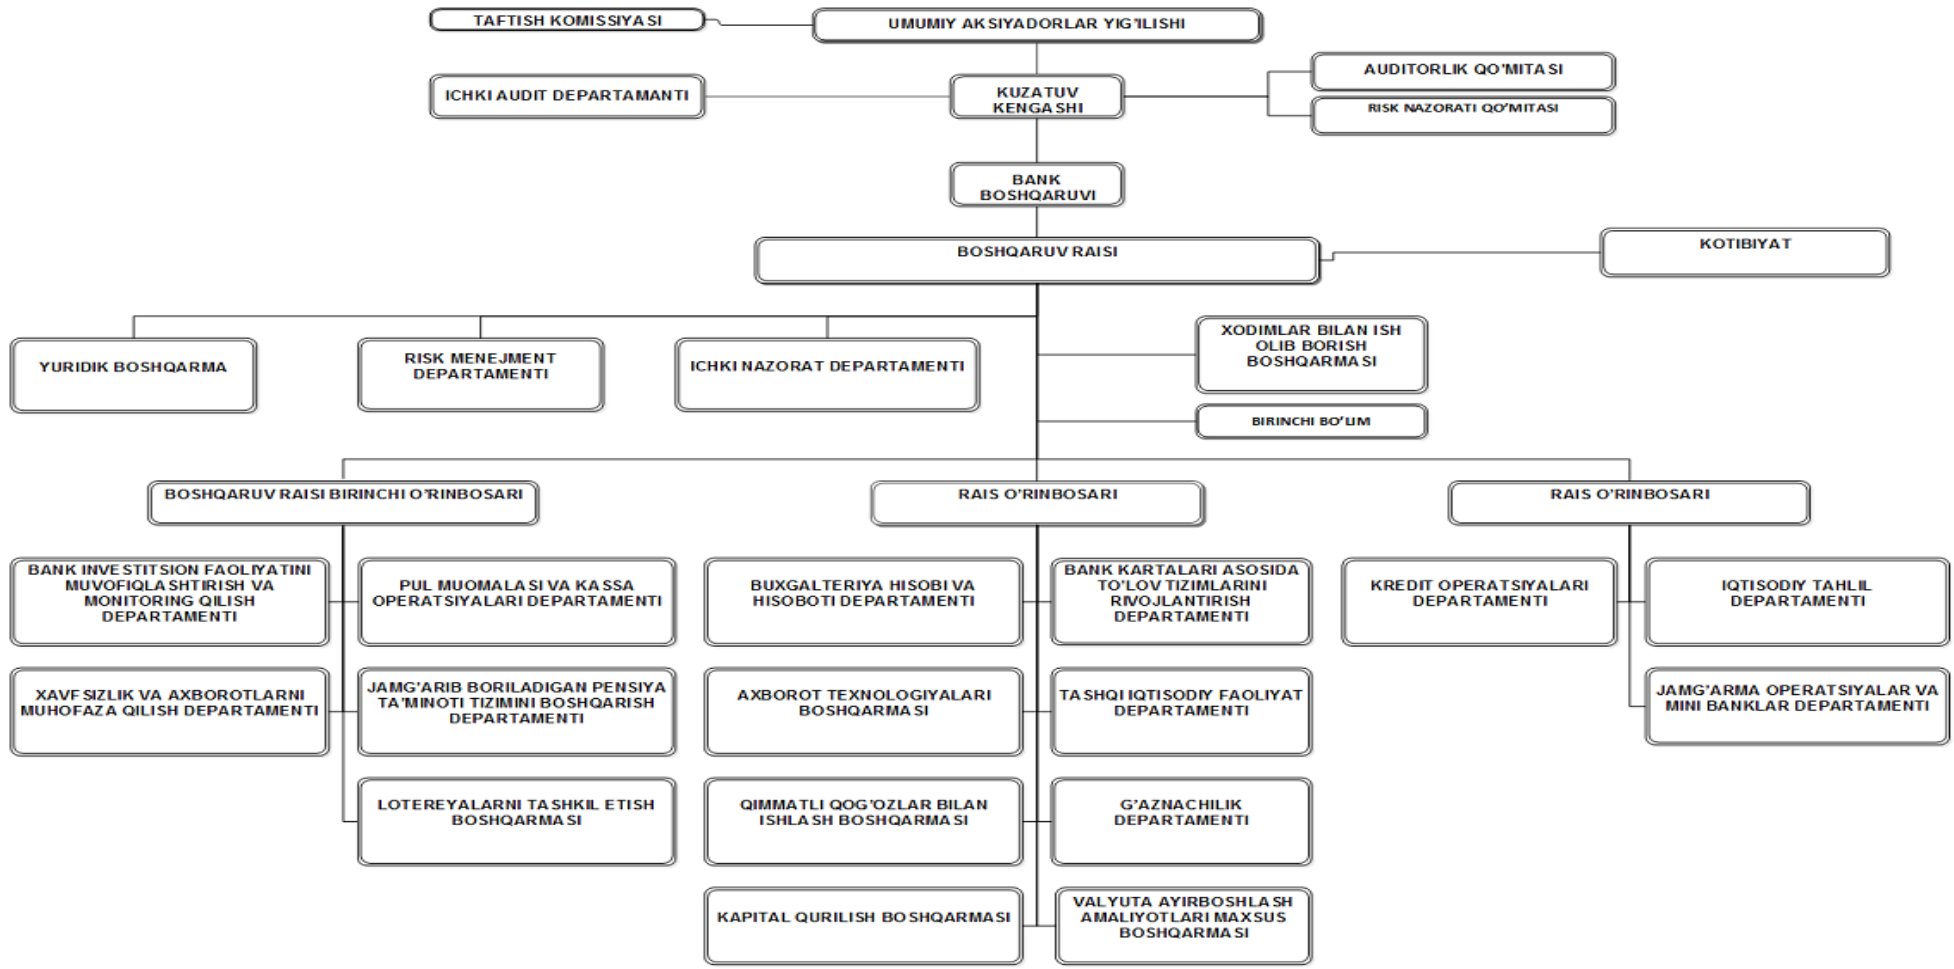 TAFTISH KOMISSIYASI
UMUMIY AKSIYADORLAR YIG'ILISHI
ICHKI AUDIT DEPARTAMANTI
KUZATUV
KENGASHI
AUDITORLIK QO'MITASI
RISK NAZORATI QO'MITASI
BANK
BOSHQARUVI
BOSHQARUV RAISI
KOTIBIYAT
YURIDIK BOSHQARMA
RISK MENEJMENT
DEPARTAMENTI
ICHKI NAZORAT DEPARTAMENTI
XODIMLAR BILAN ISH
OLIB BORISH
BOSHQARMASI
BIRINCHI BO'LIM
BOSHQARUV RAISI BIRINCHI O'RINBOSARI
RAIS O'RINBOSARI
RAIS O'RINBOSARI
BANK INVESTITSION FAOLIYATINI
MUVOFIQLASHTIRISH VA
MONITORING QILISH
DEPARTAMENTI
PUL MUOMALASI VA KASSA
OPERATSIYALARI DEPARTAMENTI
BUXGALTERIYA HISOBI VA
HISOBOTI DEPARTAMENTI
BANK KARTALARI ASOSIDA
TO'LOV TIZIMLARINI
RIVOJLANTIRISH
DEPARTAMENTI
KREDIT OPERATSIYALARI
DEPARTAMENTI
IQTISODIY TAHLIL
DEPARTAMENTI
XAVFSIZLIK VA AXBOROTLARNI
MUHOFAZA QILISH DEPARTAMENTI
JAMG'ARIB BORILADIGAN PENSIYA
TA'MINOTI TIZIMINI BOSHQARISH
DEPARTAMENTI
AXBOROT TEXNOLOGIYALARI
BOSHQARMASI
TASHQI IQTISODIY FAOLIYAT
DEPARTAMENTI
JAMG'ARMA OPERATSIYALAR VA
MINI BANKLAR DEPARTAMENTI
LOTEREYALARNI TASHKIL ETISH
BOSHQARMASI
QIMMATLI QOG'OZLAR BILAN
ISHLASH BOSHQARMASI
G'AZNACHILIK
DEPARTAMENTI
KAPITAL QURILISH BOSHQARMASI
VALYUTA AYIRBOSHLASH
AMALIYOTLARI MAXSUS
BOSHQARMASI